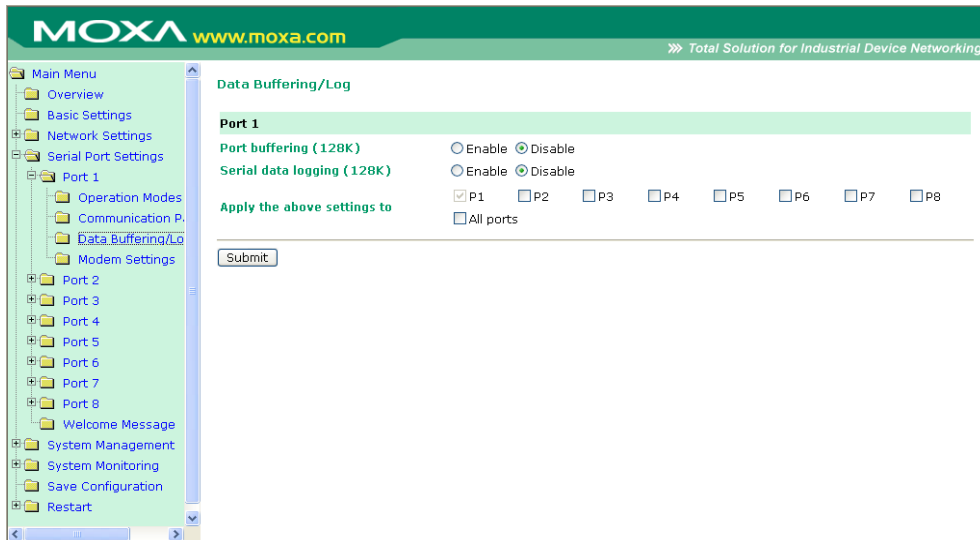 MOXA www.moxa.com
Total Solution for Industrial Device Networking
Main Menu
Overview
Basic Settings
Network Settings
Serial Port Settings
Port 1
Operation Modes
Communication Pa
Data Buffering/Lo
Modem Settings
Port 2
Port 3
Port 4
Port 5
Port 6
Port 7
Port 8
Welcome Message
System Management
System Monitoring
Save Configuration
Restart
Data Buffering/Log
Port 1
Port buffering (128K) Enable Disable
Serial data logging (128K) Enable Disable
Apply the above settings to P1 P2 P3 P4 P5 P6 P7 P8
All ports
Submit